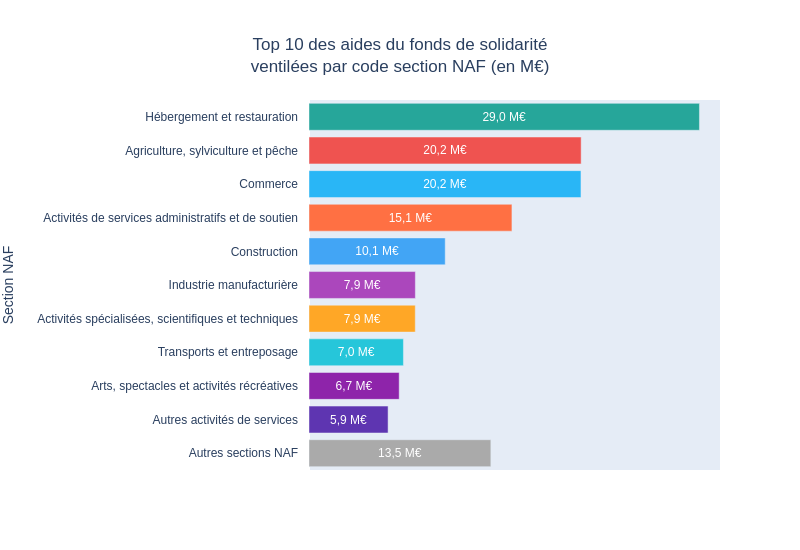 Top 10 des aides du fonds de solidarité
ventilées par code section NAF (en M€)
Section NAF
Hébergement et restauration 29,0 M€
Agriculture, sylviculture et pêche 20,2 M€
Commerce 20,2 M€
Activités de services administratifs et de soutien 15,1 M€
Construction 10,1 M€
Industrie manufacturière 7,9 M€
Activités spécialisées, scientifiques et techniques 7,9 M€
Transports et entreposage 7,0 M€
Arts, spectacles et activités récréatives 6,7 M€
Autres activités de services 5,9 M€
Autres sections NAF 13,5 M€